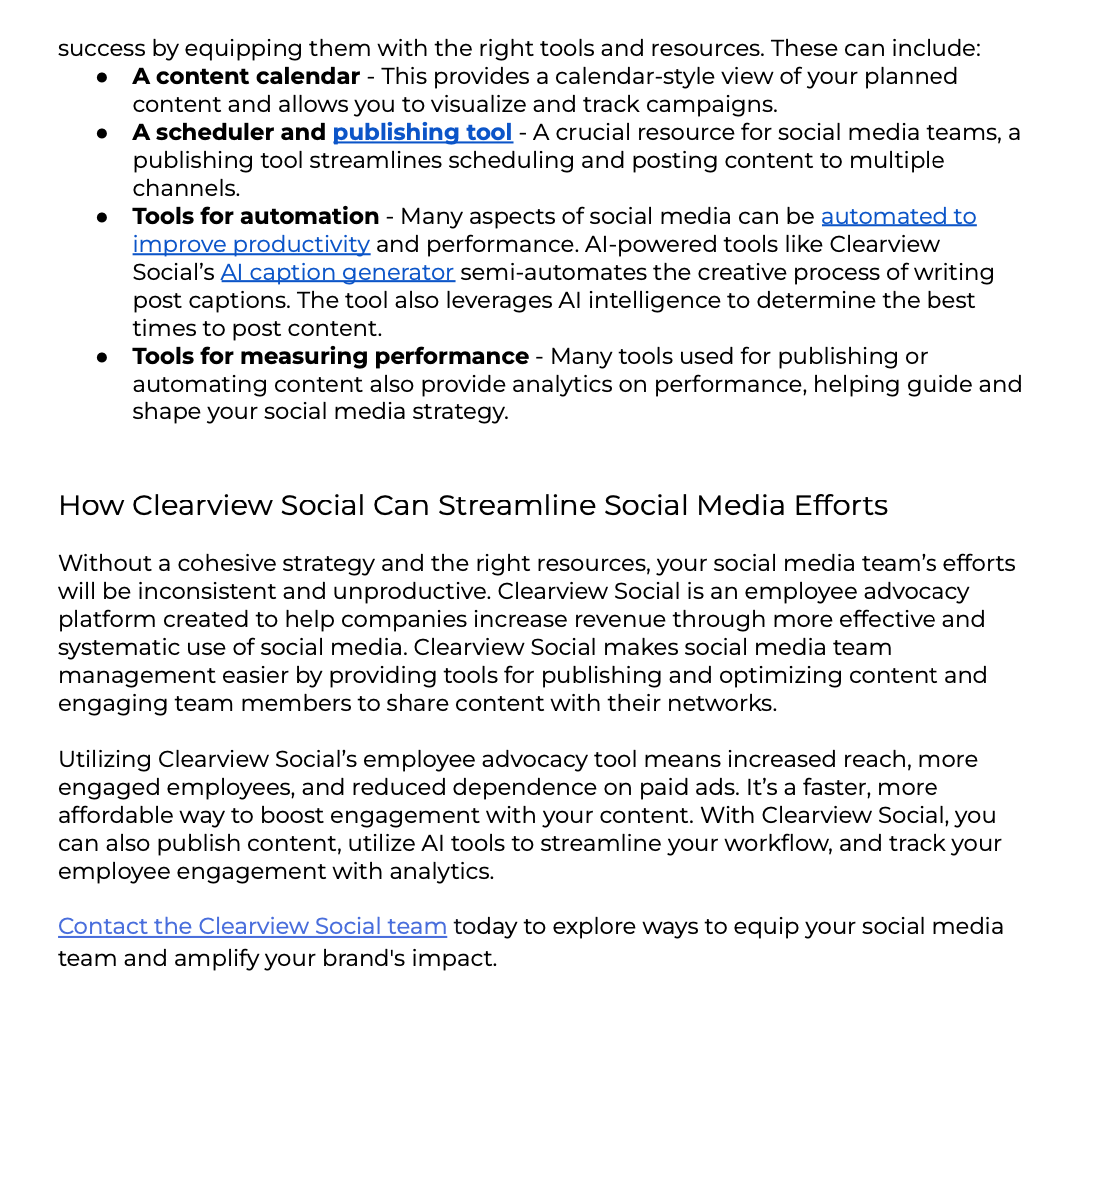 success by equipping them with the right tools and resources. These can include:
● A content calendar - This provides a calendar-style view of your planned
content and allows you to visualize and track campaigns.
● A scheduler and publishing tool - A crucial resource for social media teams, a
publishing tool streamlines scheduling and posting content to multiple
channels.
● Tools for automation - Many aspects of social media can be automated to
improve productivity and performance. AI-powered tools like Clearview
Social’s AI caption generator semi-automates the creative process of writing
post captions. The tool also leverages AI intelligence to determine the best
times to post content.
● Tools for measuring performance - Many tools used for publishing or
automating content also provide analytics on performance, helping guide and
shape your social media strategy.
How Clearview Social Can Streamline Social Media Efforts
Without a cohesive strategy and the right resources, your social media team’s efforts
will be inconsistent and unproductive. Clearview Social is an employee advocacy
platform created to help companies increase revenue through more effective and
systematic use of social media. Clearview Social makes social media team
management easier by providing tools for publishing and optimizing content and
engaging team members to share content with their networks.
Utilizing Clearview Social’s employee advocacy tool means increased reach, more
engaged employees, and reduced dependence on paid ads. It’s a faster, more
affordable way to boost engagement with your content. With Clearview Social, you
can also publish content, utilize AI tools to streamline your workflow, and track your
employee engagement with analytics.
Contact the Clearview Social team today to explore ways to equip your social media
team and amplify your brand's impact.